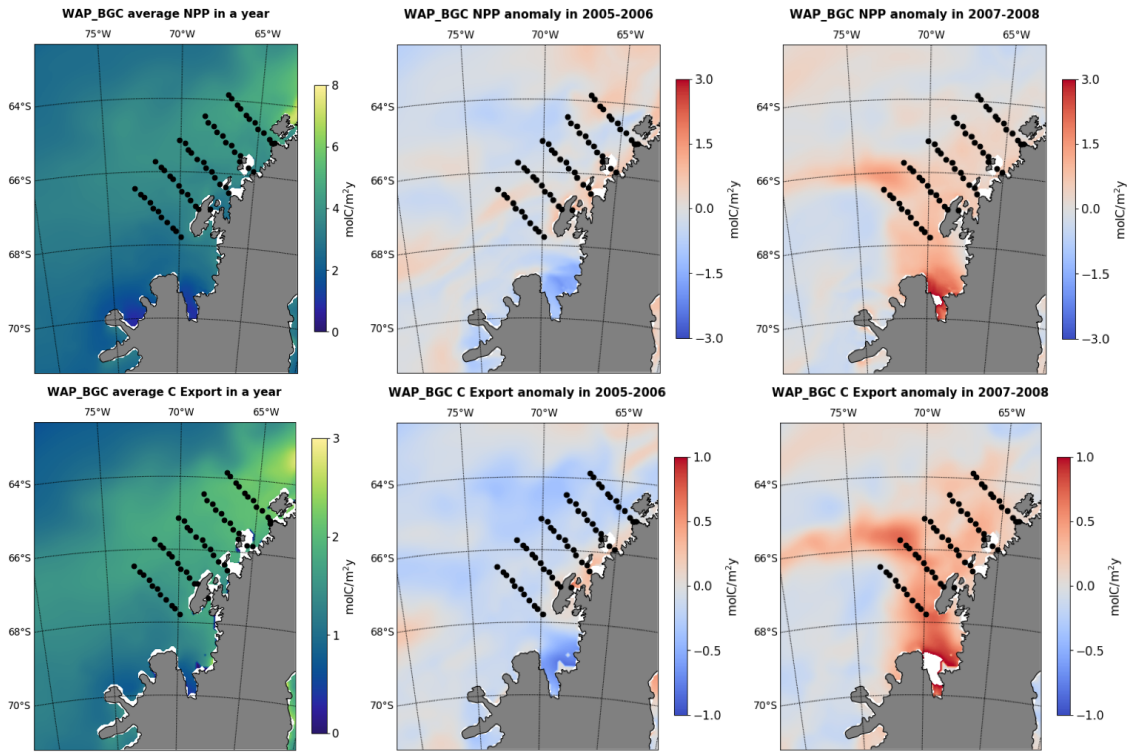 WAP_BGC average NPP in a year
75°W 70°W 65°W
64°S
66°S
68°S
70°S
8
6
4
2
0
molC/m²y
WAP_BGC NPP anomaly in 2005-2006
75°W 70°W 65°W
64°S
66°S
68°S
70°S
3.0
1.5
0.0
−1.5
−3.0
molC/m²y
WAP_BGC NPP anomaly in 2007-2008
75°W 70°W 65°W
64°S
66°S
68°S
70°S
3.0
1.5
0.0
−1.5
−3.0
molC/m²y
WAP_BGC average C Export in a year
75°W 70°W 65°W
64°S
66°S
68°S
70°S
3
2
1
0
molC/m²y
WAP_BGC C Export anomaly in 2005-2006
75°W 70°W 65°W
64°S
66°S
68°S
70°S
1.0
0.5
0.0
−0.5
−1.0
molC/m²y
WAP_BGC C Export anomaly in 2007-2008
75°W 70°W 65°W
64°S
66°S
68°S
70°S
1.0
0.5
0.0
−0.5
−1.0
molC/m²y